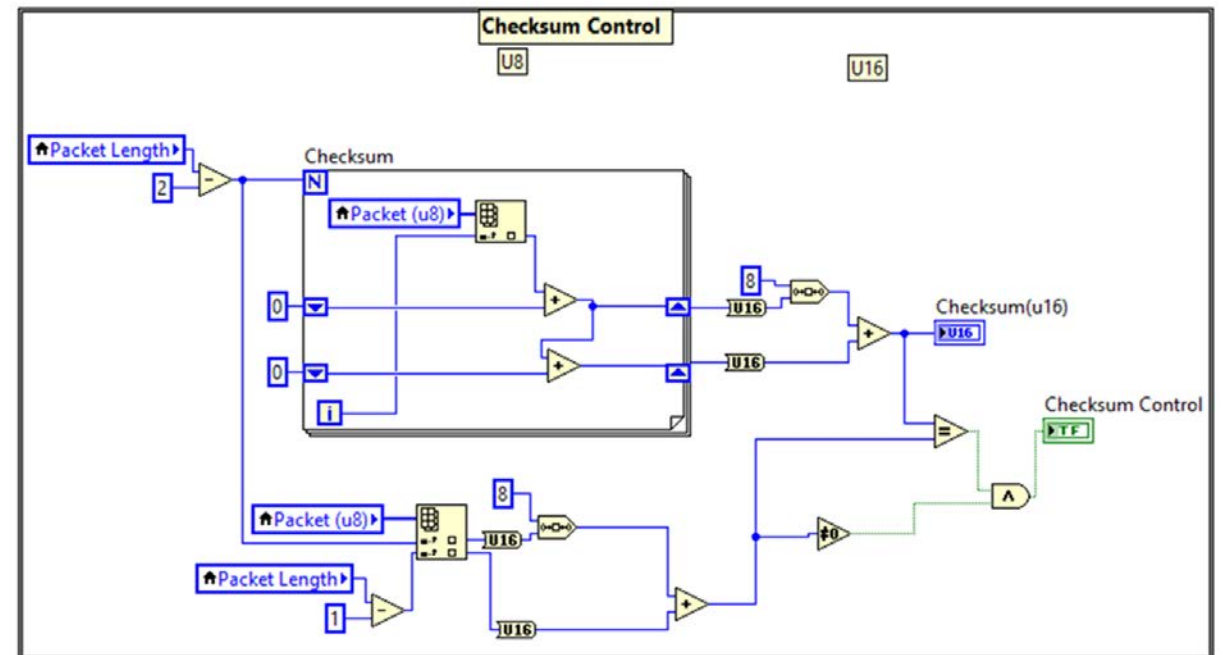 Checksum Control
U8
U16
Packet Length
2
Checksum
N
Packet (u8)
0
0
i
8
U16
U16
Checksum(u16)
U16
Checksum Control
TF
Packet (u8)
8
U16
Packet Length
1
U16
≠0